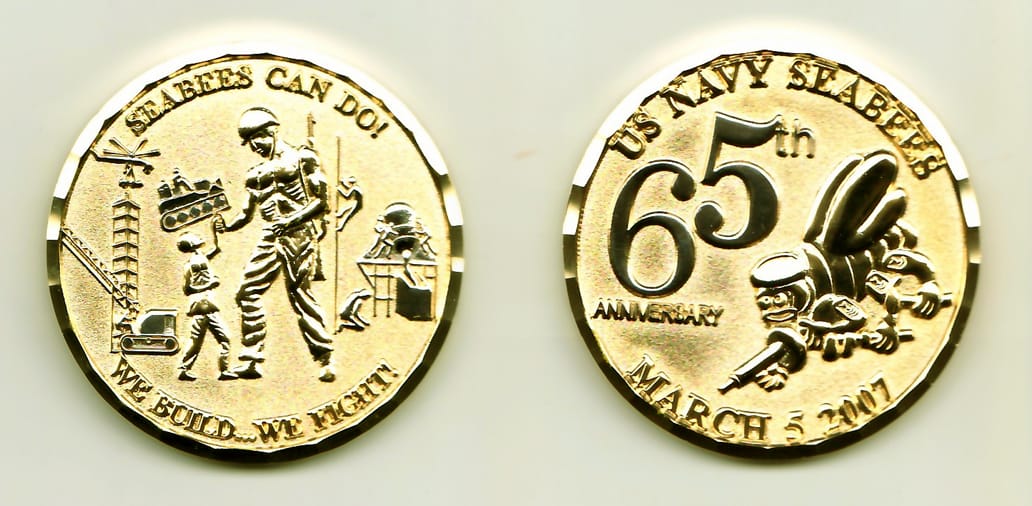 SEABEES CAN DO!
WE BUILD...WE FIGHT!
US NAVY SEABEES
65th
ANNIVERSARY
MARCH 5 2007